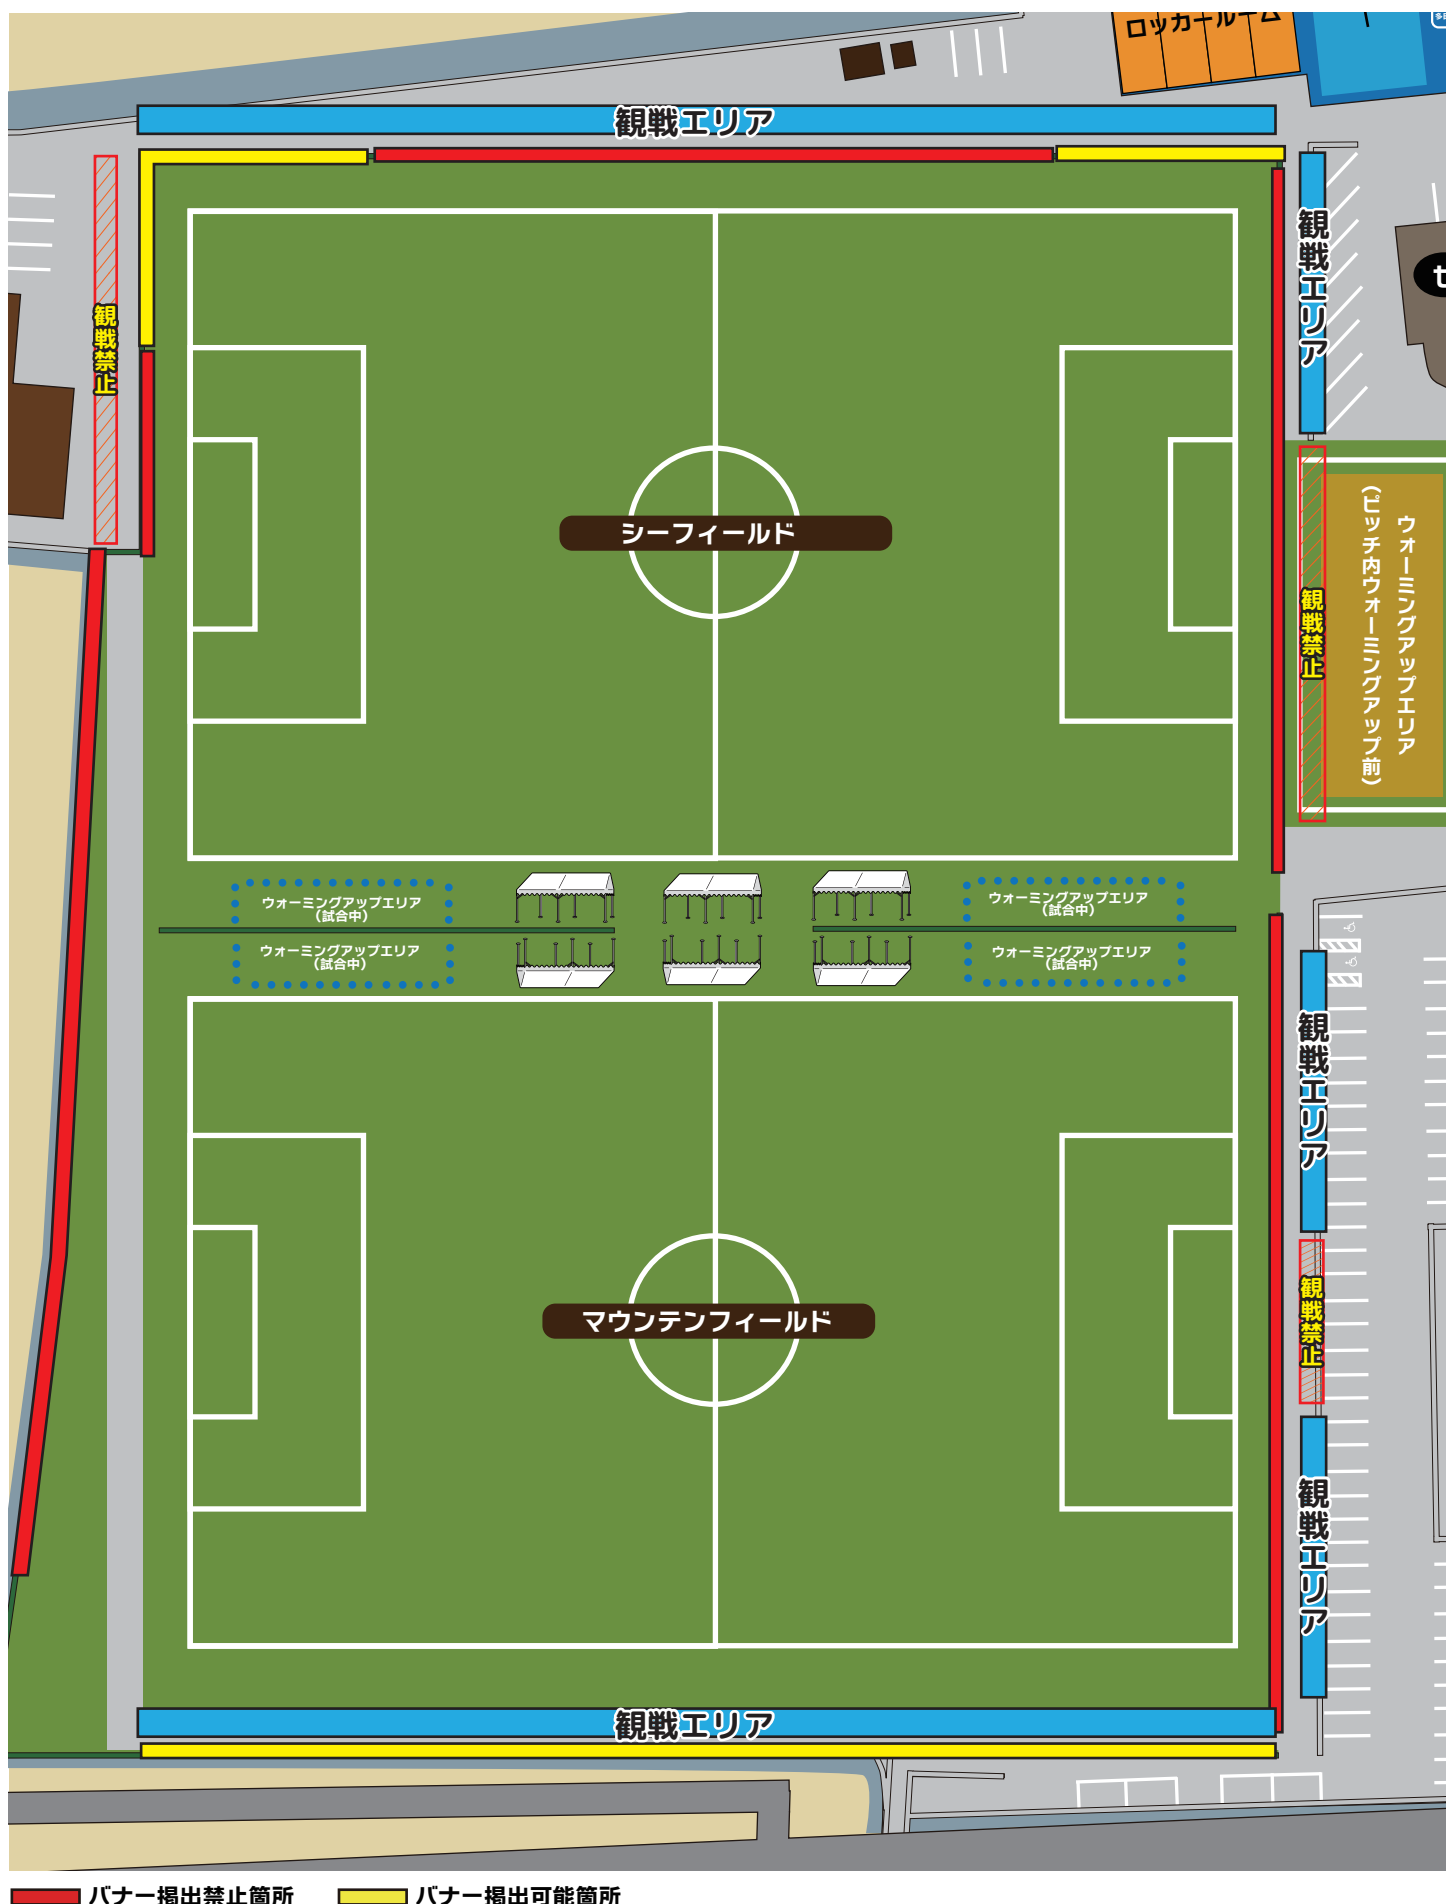 ロッカールーム
観戦エリア
観戦エリア
観戦禁止
シーフィールド
観戦禁止
ウォーミングアップエリア
(ピッチ内ウォーミングアップ前)
ウォーミングアップエリア
(試合中)
ウォーミングアップエリア
(試合中)
ウォーミングアップエリア
(試合中)
ウォーミングアップエリア
(試合中)
観戦エリア
マウンテンフィールド
観戦禁止
観戦エリア
観戦エリア
バナー掲出禁止箇所
バナー掲出可能箇所